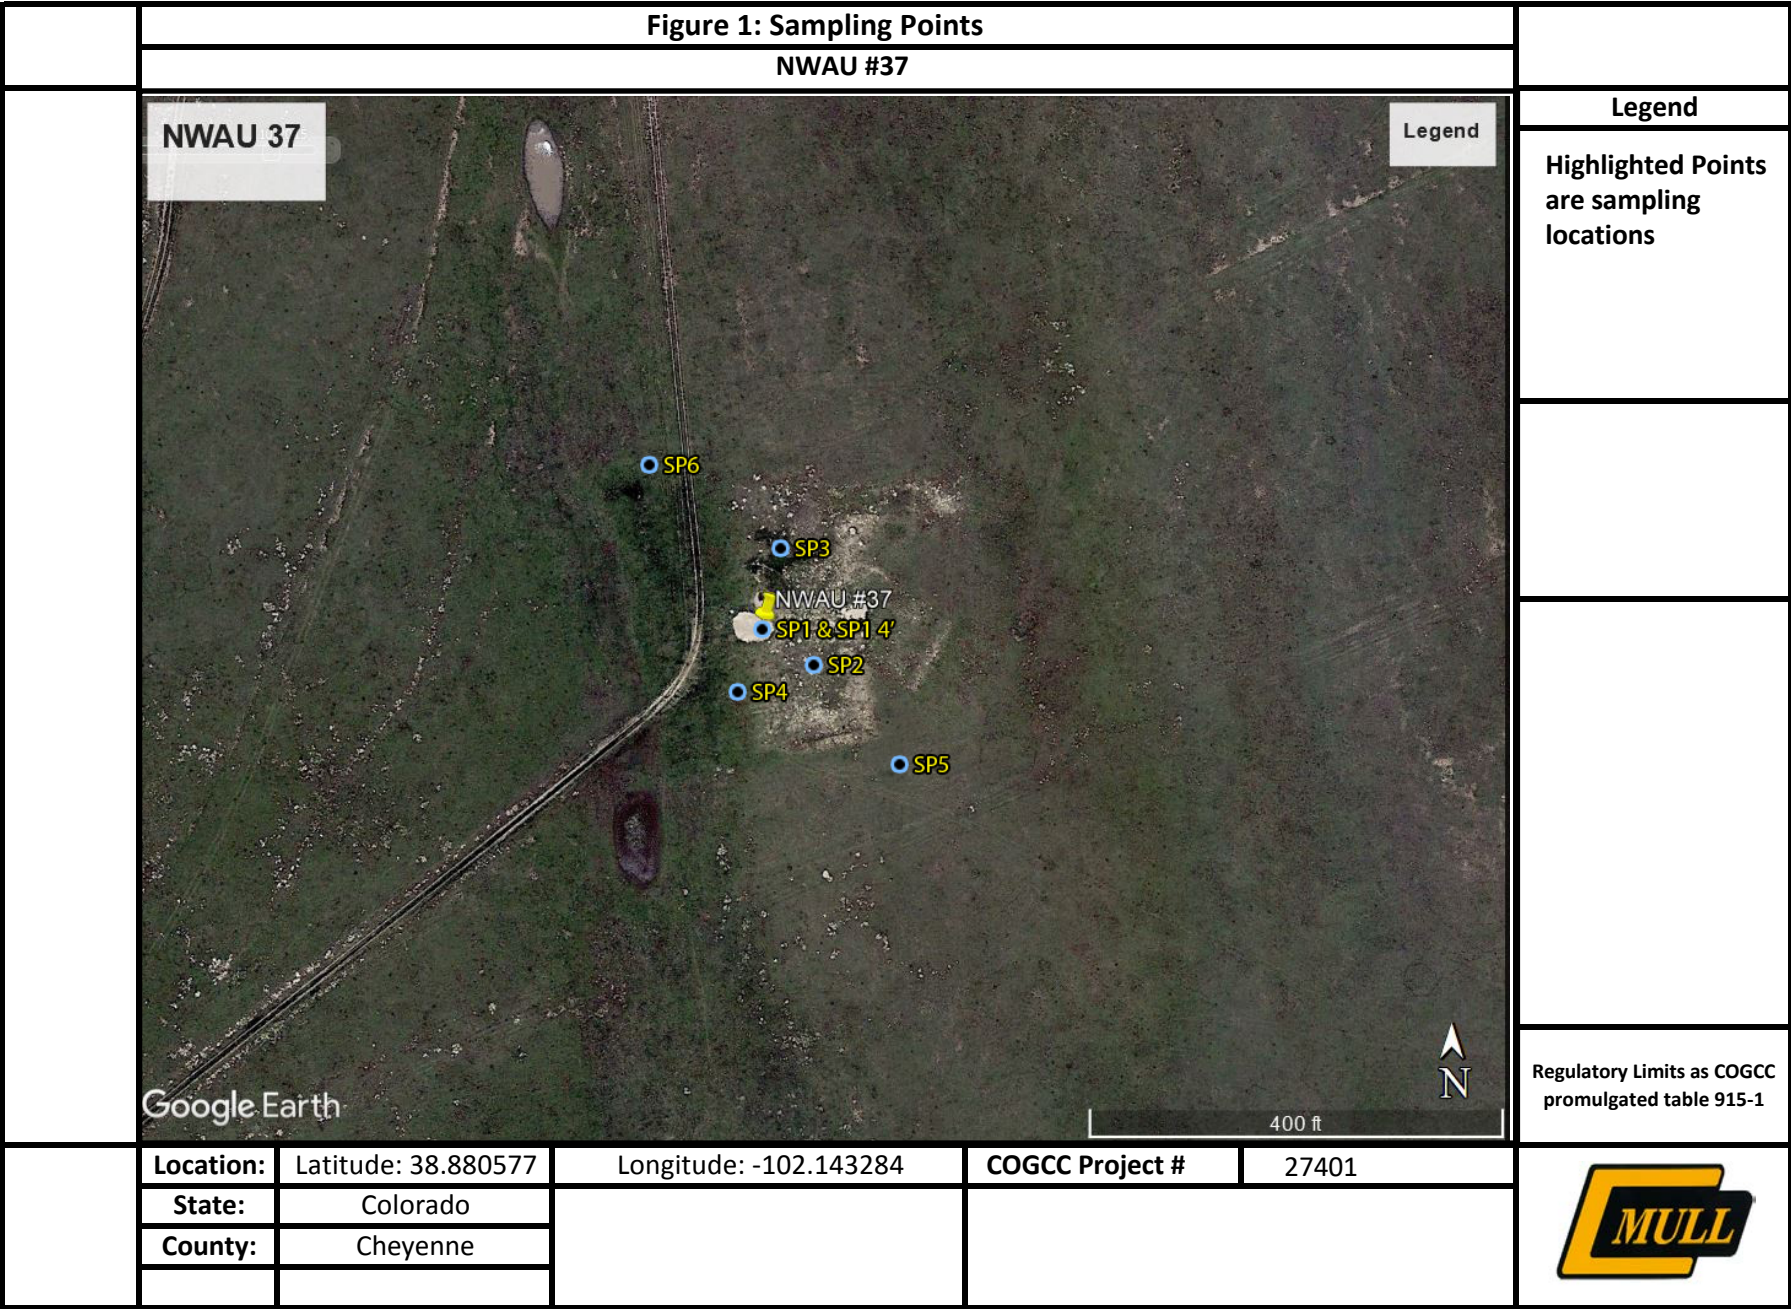 Figure 1: Sampling Points
NWAU #37
NWAU 37
Legend
Legend
Highlighted Points
are sampling
locations
SP6
SP3
NWAU #37
SP1 & SP1 4'
SP2
SP4
SP5
N
Google Earth
400 ft
Regulatory Limits as COGCC
promulgated table 915-1
Location: Latitude: 38.880577 Longitude: -102.143284 COGCC Project # 27401
State: Colorado
County: Cheyenne
MULL